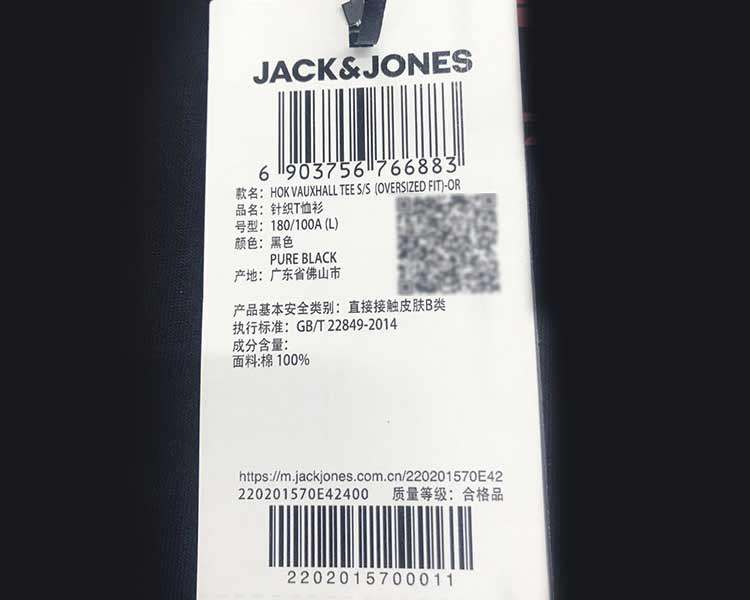 JACK&JONES
6 903756 766883
款名: HOK VAUXHALL TEE S/S (OVERSIZED FIT)-OR
品名: 针织T恤衫
号型: 180/100A (L)
颜色: 黑色
PURE BLACK
产地: 广东省佛山市
产品基本安全类别: 直接接触皮肤B类
执行标准: GB/T 22849-2014
成分含量:
面料:棉 100%
https://m.jackjones.com.cn/220201570E42
220201570E42400 质量等级: 合格品
2202015700011